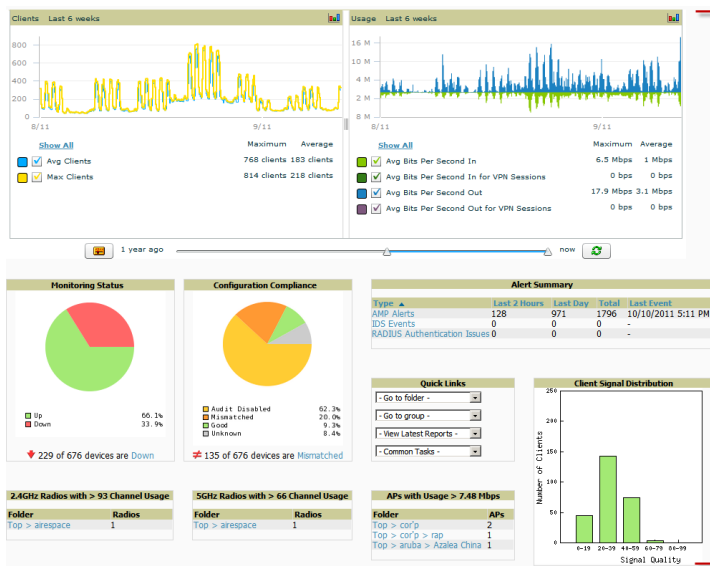 Clients Last 6 weeks
800
600
400
200
0
8/11
9/11
Show All
Maximum Average
Avg Clients 768 clients 183 clients
Max Clients 814 clients 218 clients
Usage Last 6 weeks
16 M
10 M
4 M
2 M
8 M
8/11
9/11
Show All
Maximum Average
Avg Bits Per Second In 6.5 Mbps 1 Mbps
Avg Bits Per Second In for VPN Sessions 0 bps 0 bps
Avg Bits Per Second Out 17.9 Mbps 3.1 Mbps
Avg Bits Per Second Out for VPN Sessions 0 bps 0 bps
1 year ago
now
Monitoring Status
Up 66.1%
Down 33.9%
229 of 676 devices are Down
Configuration Compliance
Audit Disabled 62.3%
Mismatched 20.0%
Good 9.3%
Unknown 8.4%
≠ 135 of 676 devices are Mismatched
Alert Summary
Type ▲ Last 2 Hours Last Day Total Last Event
AMP Alerts 128 971 1796 10/10/2011 5:11 PM
IDS Events 0 0 0 -
RADIUS Authentication Issues 0 0 0 -
Quick Links
- Go to folder -
- Go to group -
- View Latest Reports -
- Common Tasks -
Client Signal Distribution
Number of Clients
250
200
150
100
50
0
0-19 20-39 40-59 60-79 80-99
Signal Quality
2.4GHz Radios with > 93 Channel Usage
Folder Radios
Top > airespace 1
5GHz Radios with > 66 Channel Usage
Folder Radios
Top > airespace 1
APs with Usage > 7.48 Mbps
Folder APs
Top > cor'p 2
Top > cor'p > rap 1
Top > aruba > Azalea China 1